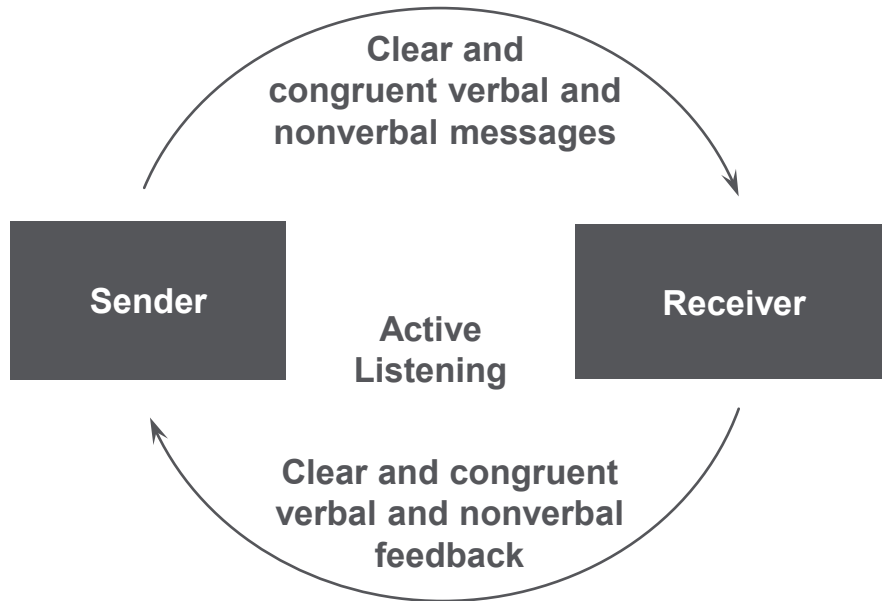 Clear and
congruent verbal and
nonverbal messages
Sender
Receiver
Active
Listening
Clear and congruent
verbal and nonverbal
feedback